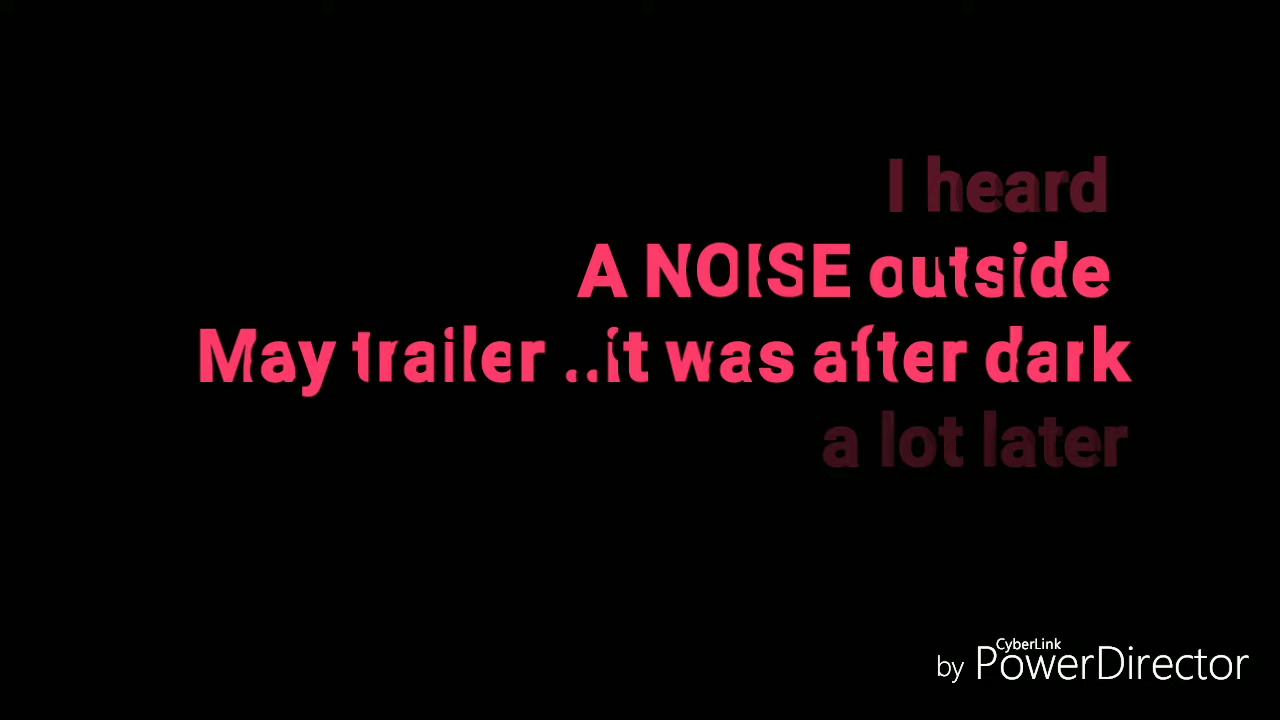 I heard
A NOISE outside
May trailer ..it was after dark
a lot later
by CyberLink PowerDirector